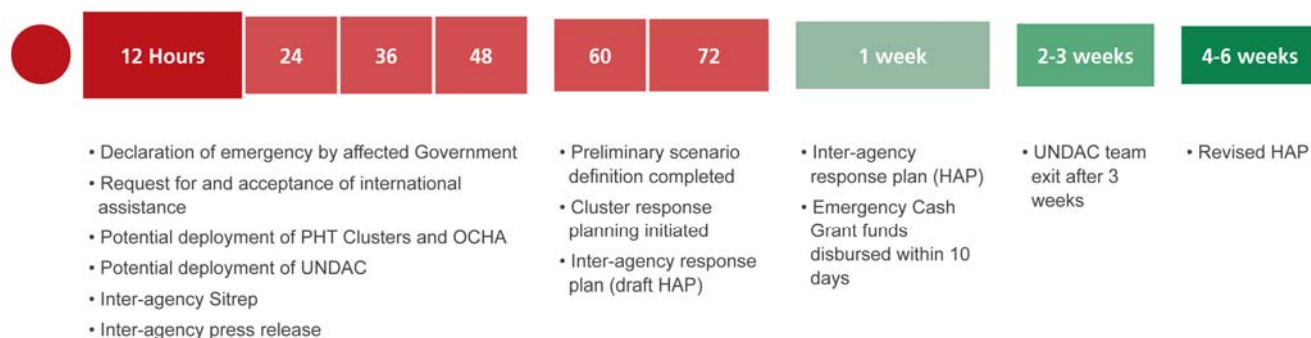 12 Hours 24 36 48 60 72 1 week 2-3 weeks 4-6 weeks
• Declaration of emergency by affected Government
• Request for and acceptance of international
assistance
• Potential deployment of PHT Clusters and OCHA
• Potential deployment of UNDAC
• Inter-agency Sitrep
• Inter-agency press release
• Preliminary scenario
definition completed
• Cluster response
planning initiated
• Inter-agency response
plan (draft HAP)
• Inter-agency
response plan (HAP)
• Emergency Cash
Grant funds
disbursed within 10
days
• UNDAC team
exit after 3
weeks
• Revised HAP